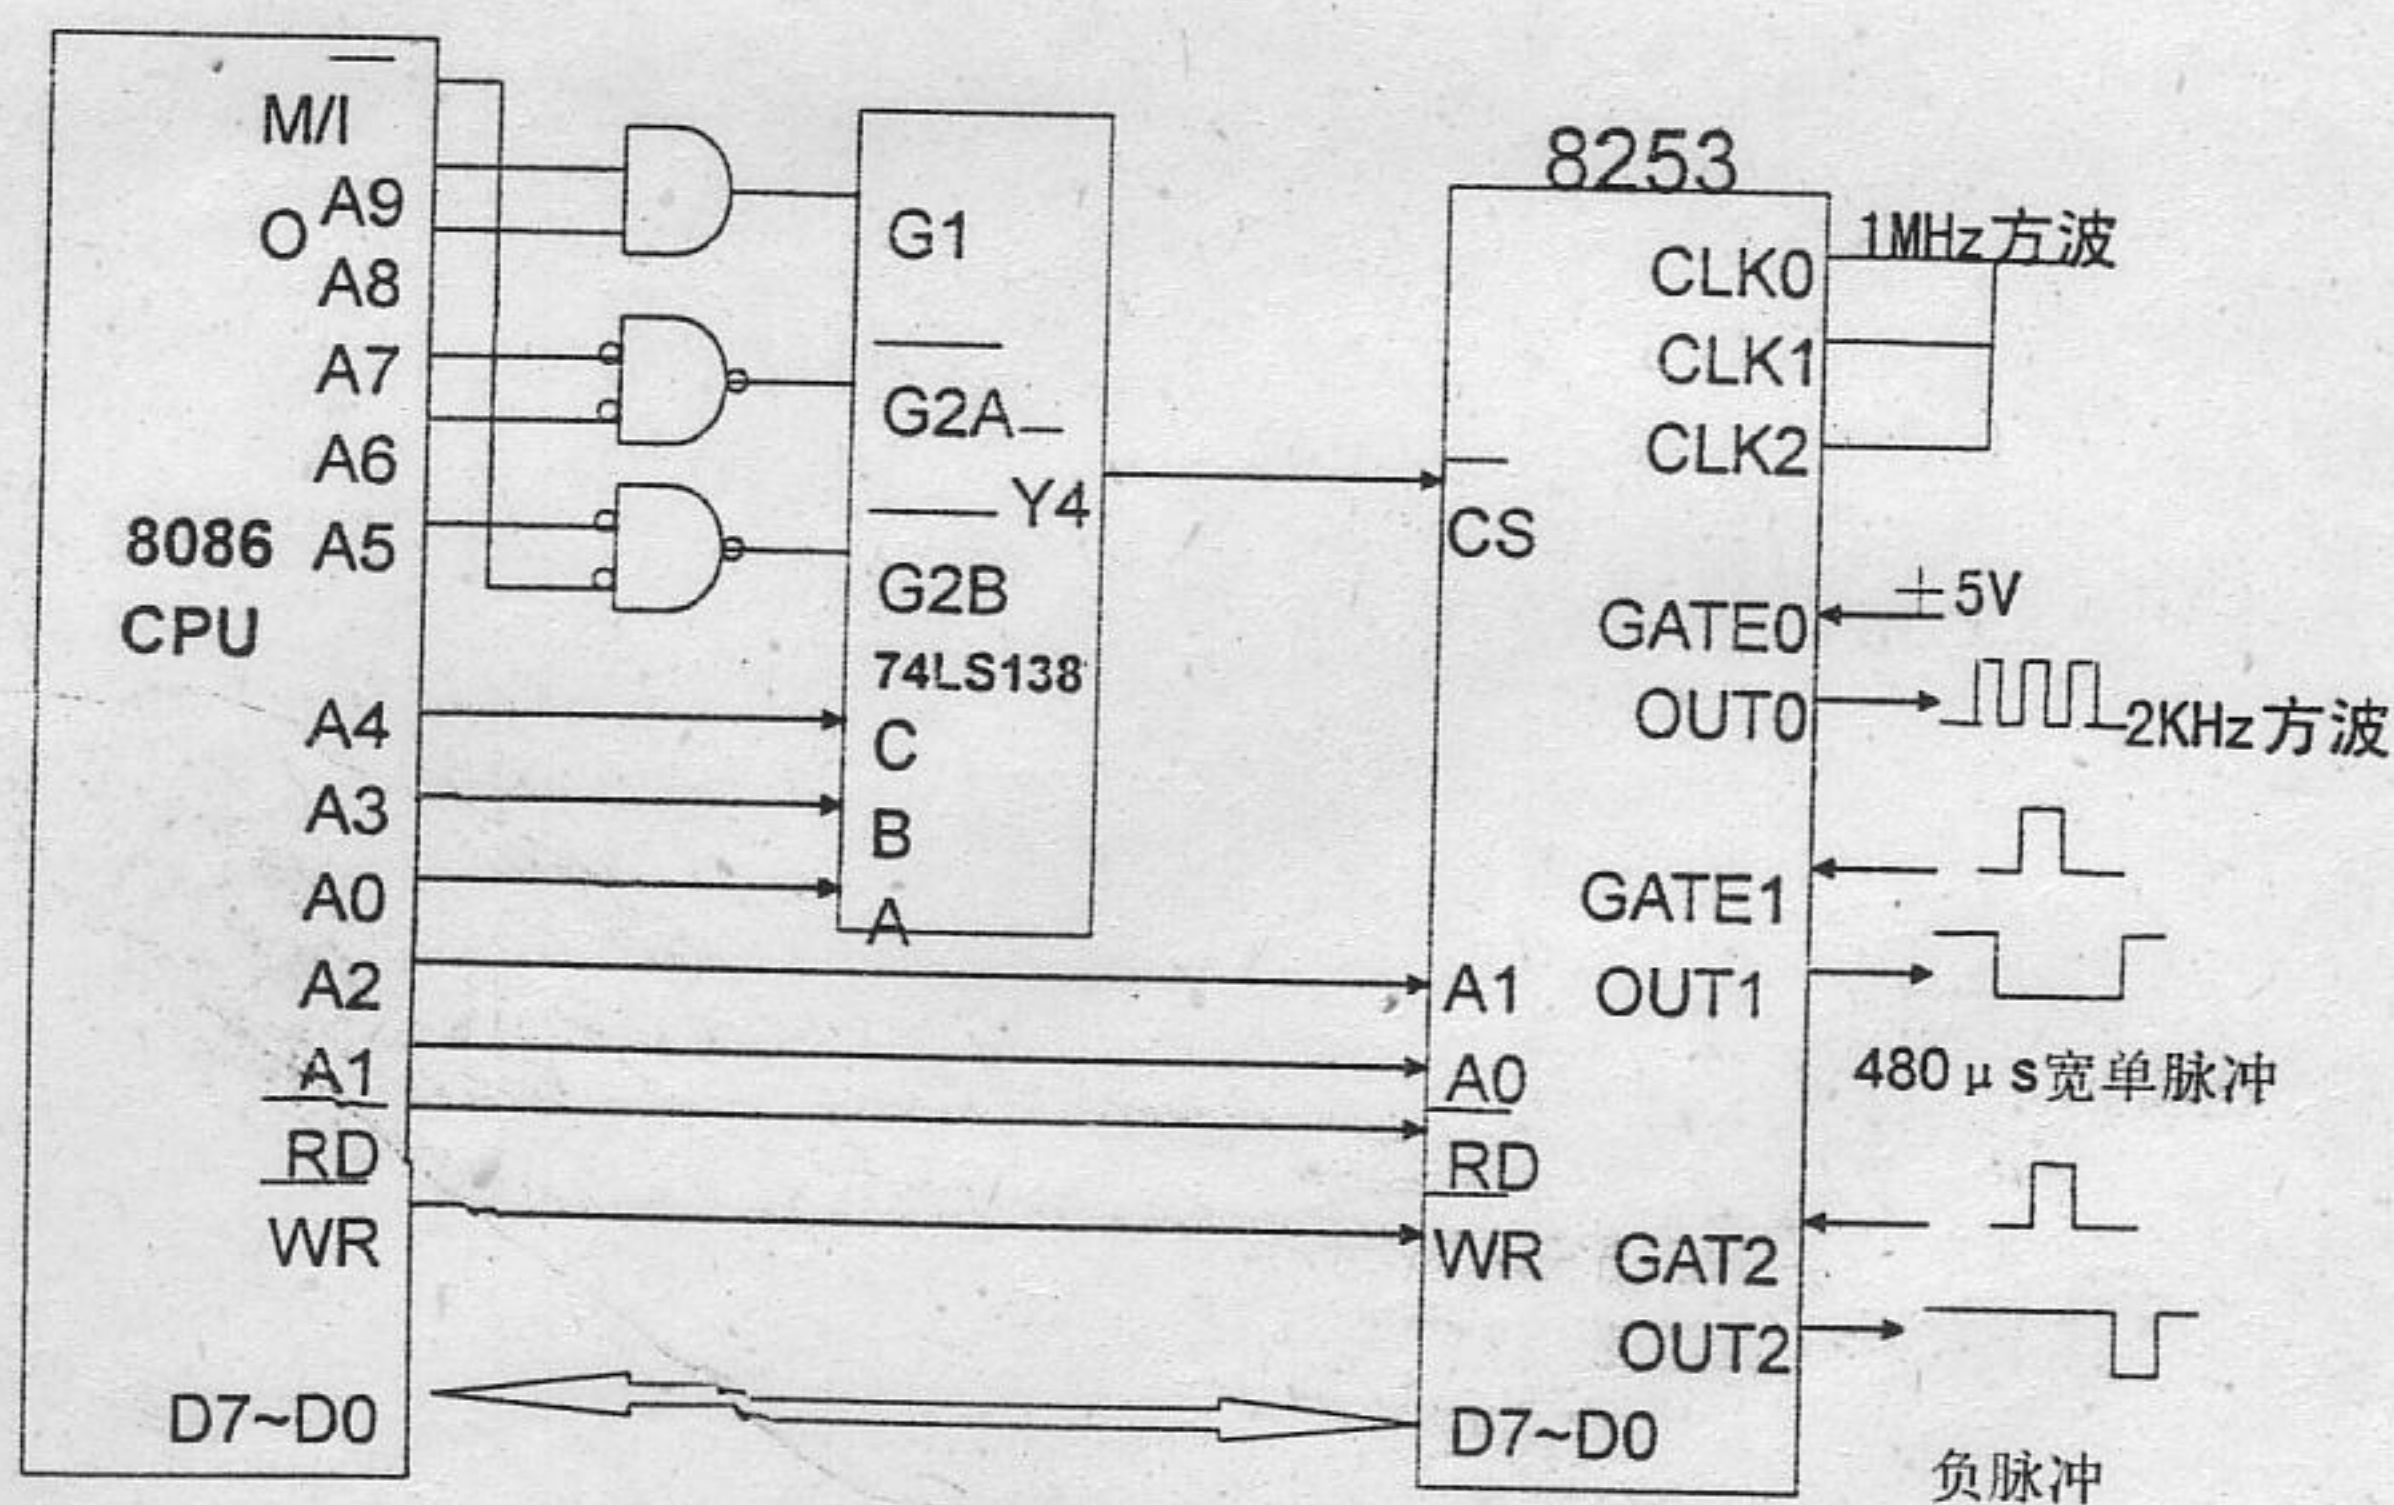 M/I
O
A9
A8
A7
A6
A5
8086
CPU
A4
A3
A0
A2
A1
RD
WR
D7~D0
G1
G2A
Y4
G2B
74LS138
C
B
A
8253
CLK0
1MHz方波
CLK1
CLK2
CS
GATE0
±5V
OUT0
2KHz方波
GATE1
A1
OUT1
A0
480μs宽单脉冲
RD
WR
GAT2
OUT2
D7~D0
负脉冲